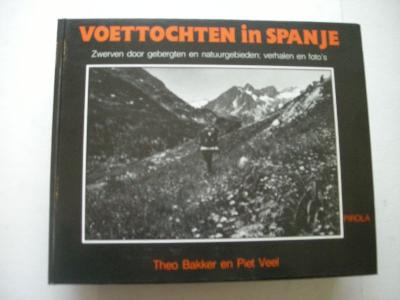 VOETTOCHTEN in SPANJE
Zwerven door gebergten en natuurgebieden; verhalen en foto's
PIROLA
Theo Bakker en Piet Veel